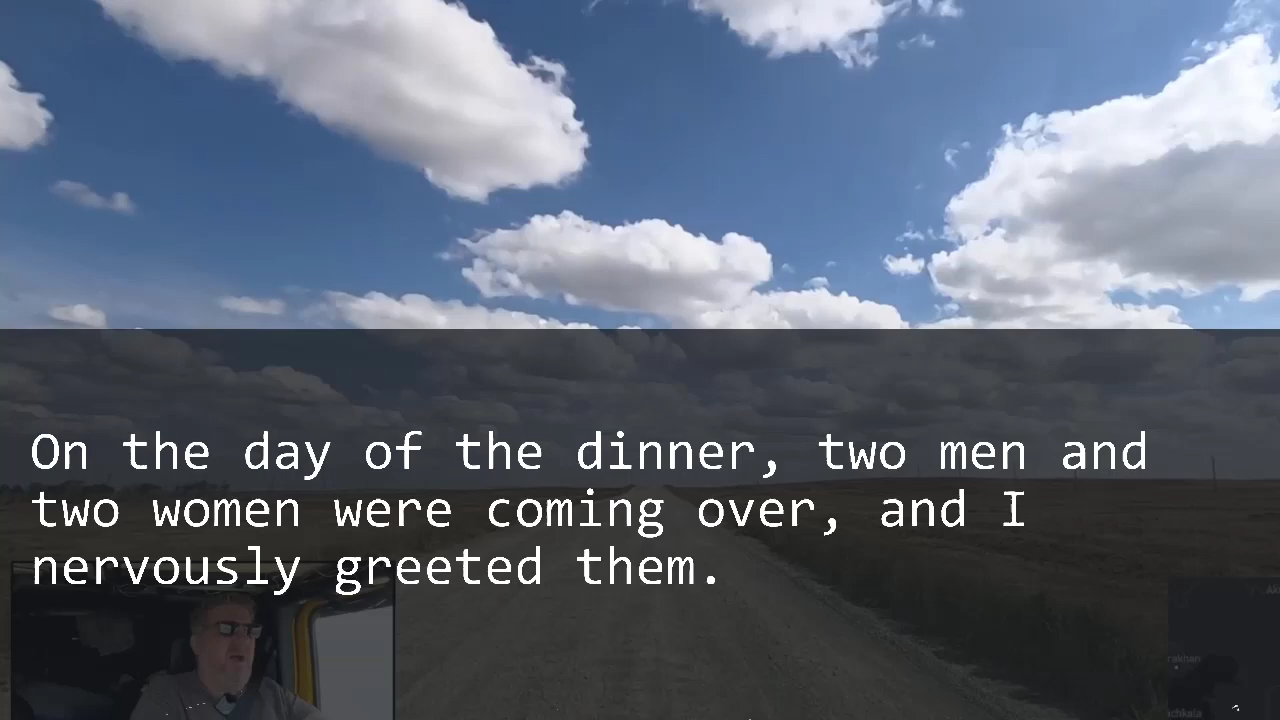 On the day of the dinner, two men and
two women were coming over, and I
nervously greeted them.